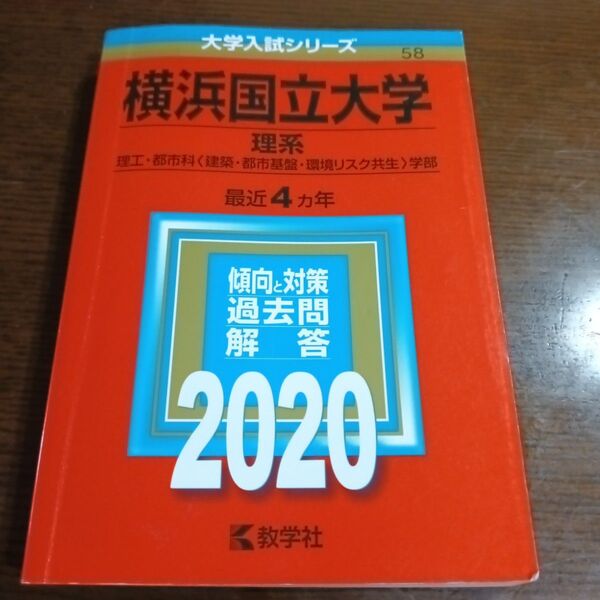 大学入試シリーズ
58
横浜国立大学
理系
理工・都市科〈建築・都市基盤・環境リスク共生〉学部
最近4カ年
傾向と対策
過去問
解答
2020
教学社